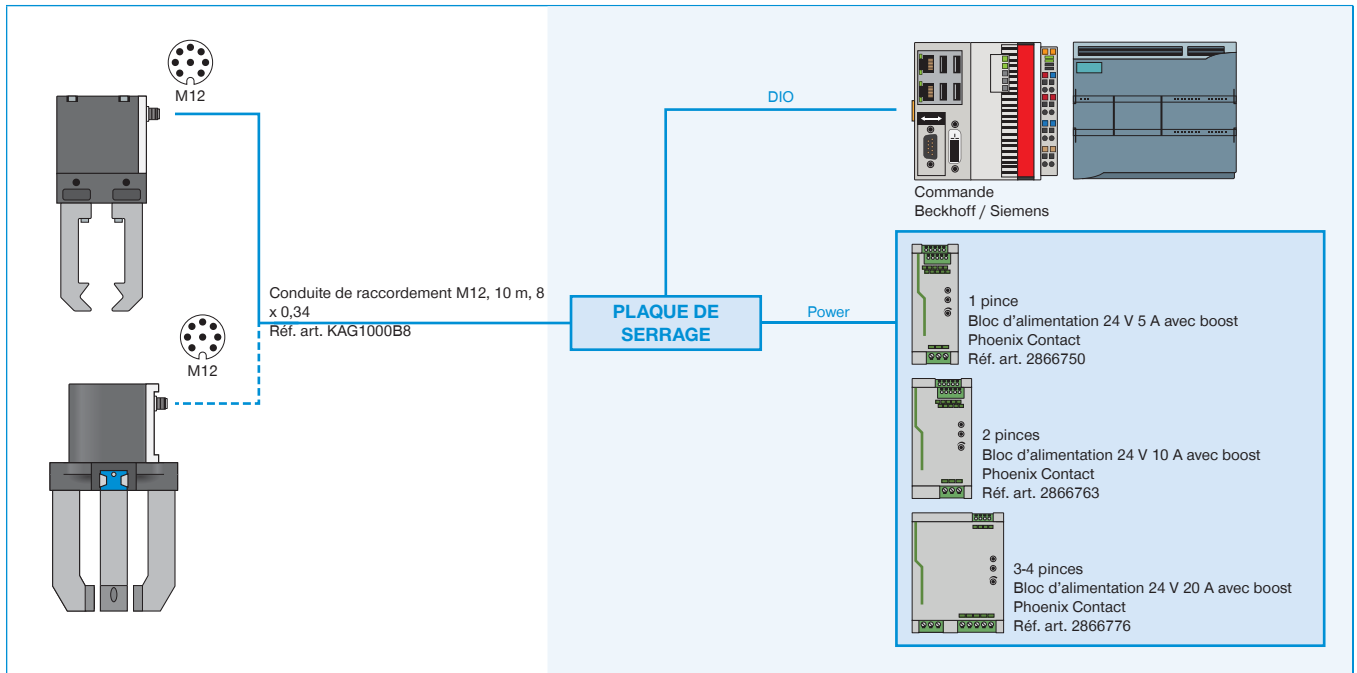 M12
DIO
Commande
Beckhoff / Siemens
Conduite de raccordement M12, 10 m, 8
x 0,34
Réf. art. KAG1000B8
M12
PLAQUE DE
SERRAGE
Power
1 pince
Bloc d’alimentation 24 V 5 A avec boost
Phoenix Contact
Réf. art. 2866750
2 pinces
Bloc d’alimentation 24 V 10 A avec boost
Phoenix Contact
Réf. art. 2866763
3-4 pinces
Bloc d’alimentation 24 V 20 A avec boost
Phoenix Contact
Réf. art. 2866776